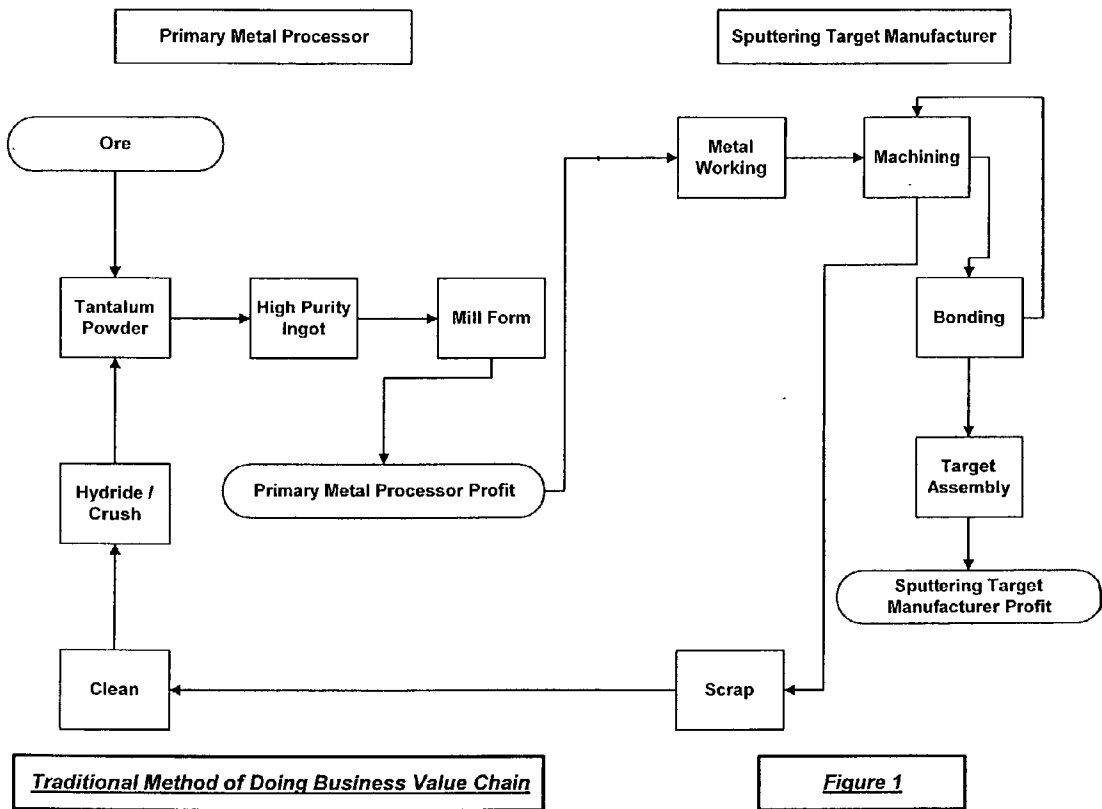 Primary Metal Processor
Sputtering Target Manufacturer
Ore
Metal
Working
Machining
Tantalum
Powder
High Purity
Ingot
Mill Form
Bonding
Hydride /
Crush
Primary Metal Processor Profit
Target
Assembly
Sputtering Target
Manufacturer Profit
Clean
Scrap
Traditional Method of Doing Business Value Chain
Figure 1